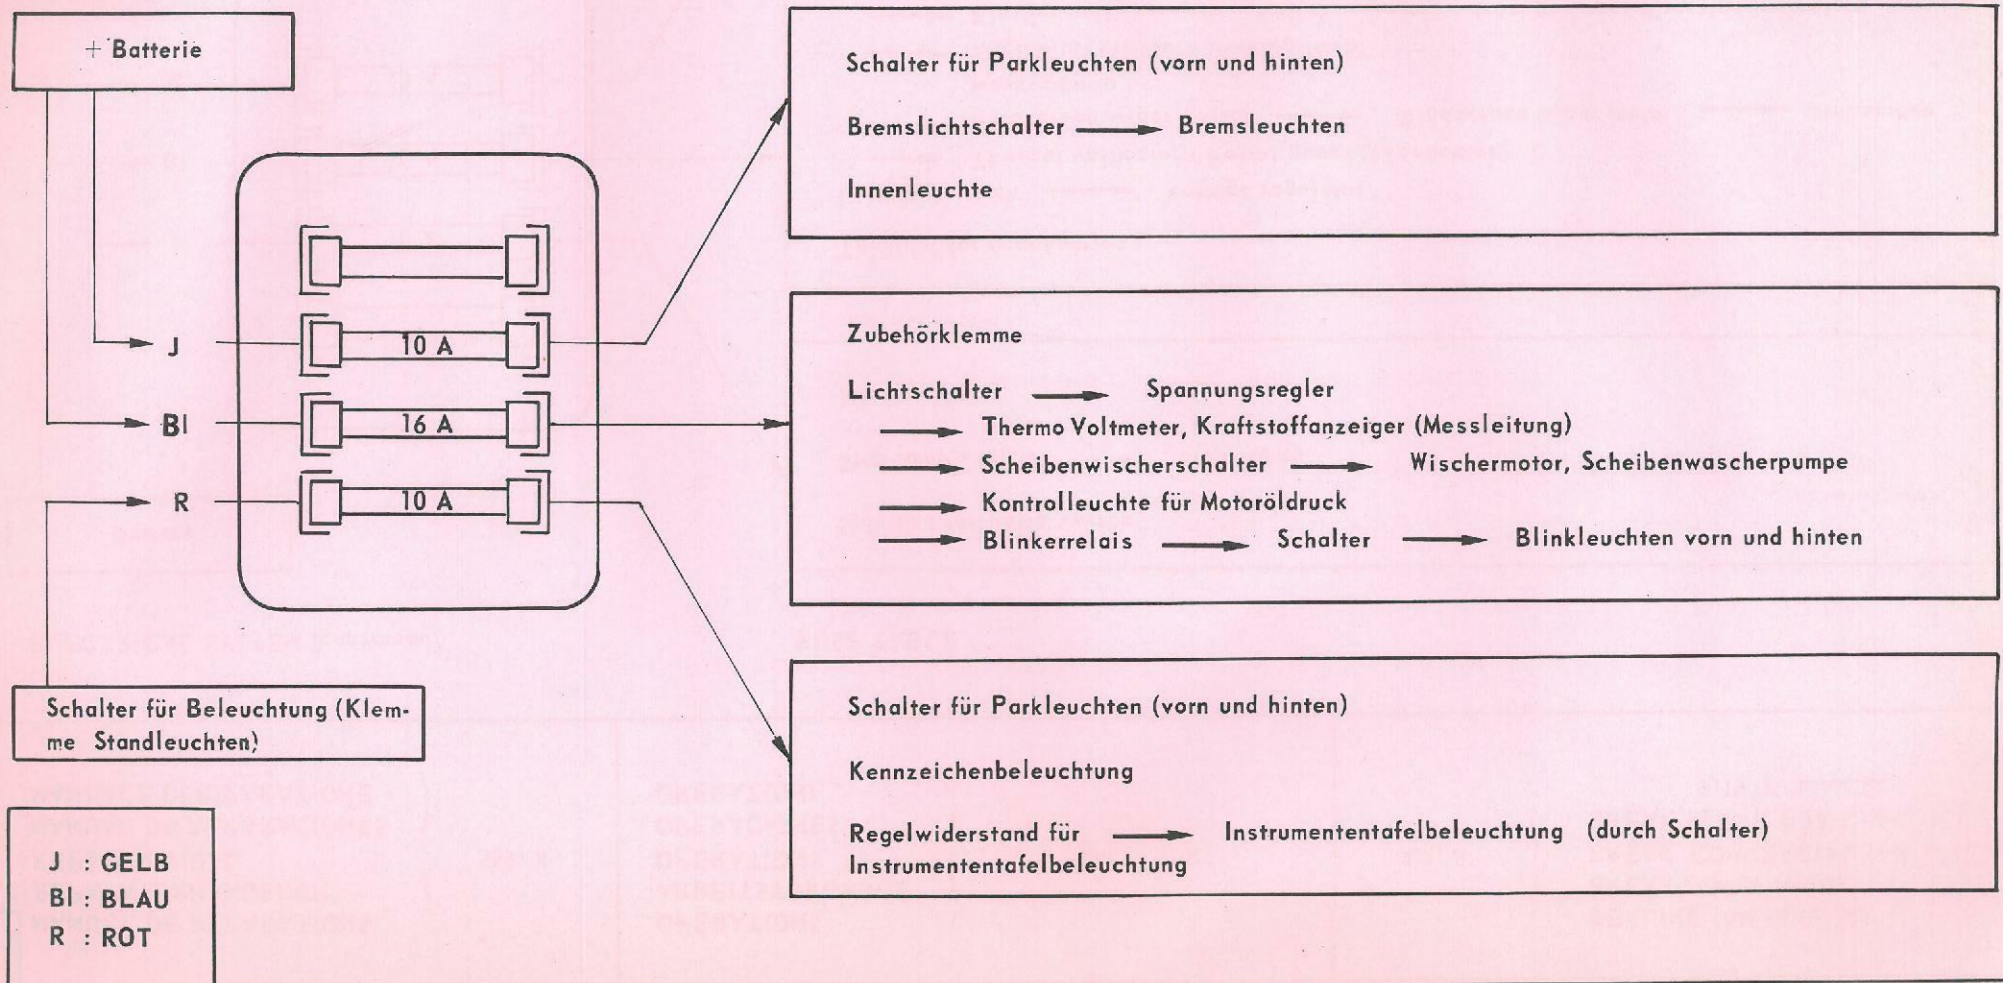 + Batterie
J
Bl
R
10 A
16 A
10 A
Schalter für Beleuchtung (Klem-
me Standleuchten)
J : GELB
Bl : BLAU
R : ROT
Schalter für Parkleuchten (vorn und hinten)
Bremslichtschalter → Bremsleuchten
Innenleuchte
Zubehörklemme
Lichtschalter → Spannungsregler
→ Thermo Voltmeter, Kraftstoffanzeiger (Messleitung)
→ Scheibenwischerschalter → Wischermotor, Scheibenwascherpumpe
→ Kontrolleuchte für Motoröldruck
→ Blinkerrelais → Schalter → Blinkleuchten vorn und hinten
Schalter für Parkleuchten (vorn und hinten)
Kennzeichenbeleuchtung
Regelwiderstand für → Instrumententafelbeleuchtung (durch Schalter)
Instrumententafelbeleuchtung